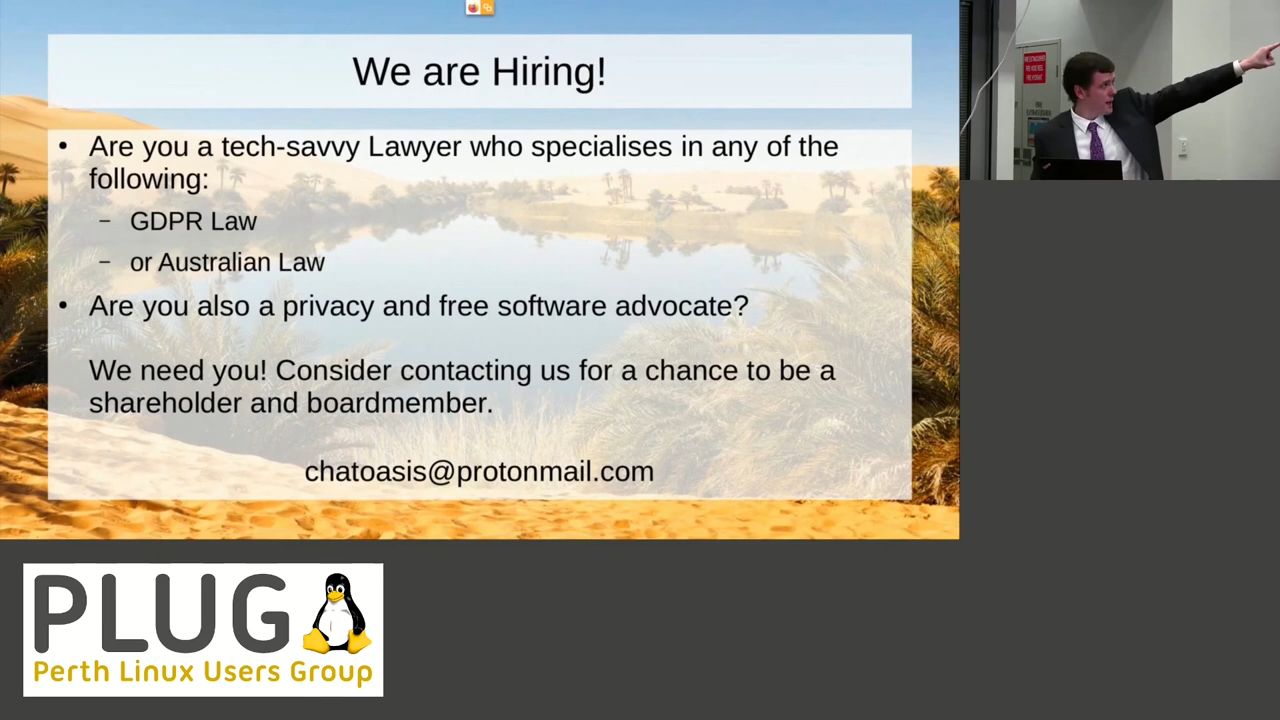 We are Hiring!
• Are you a tech-savvy Lawyer who specialises in any of the
following:
– GDPR Law
– or Australian Law
• Are you also a privacy and free software advocate?
We need you! Consider contacting us for a chance to be a
shareholder and boardmember.
chatoasis@protonmail.com
PLUG
Perth Linux Users Group